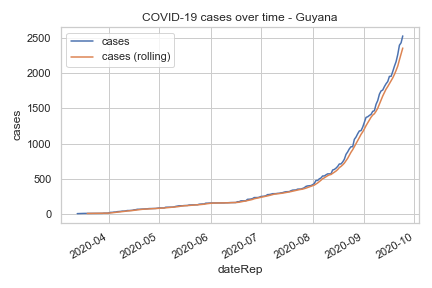 COVID-19 cases over time - Guyana
cases
cases (rolling)
2500
2000
1500
1000
500
0
cases
2020-04
2020-05
2020-06
2020-07
2020-08
2020-09
2020-10
dateRep